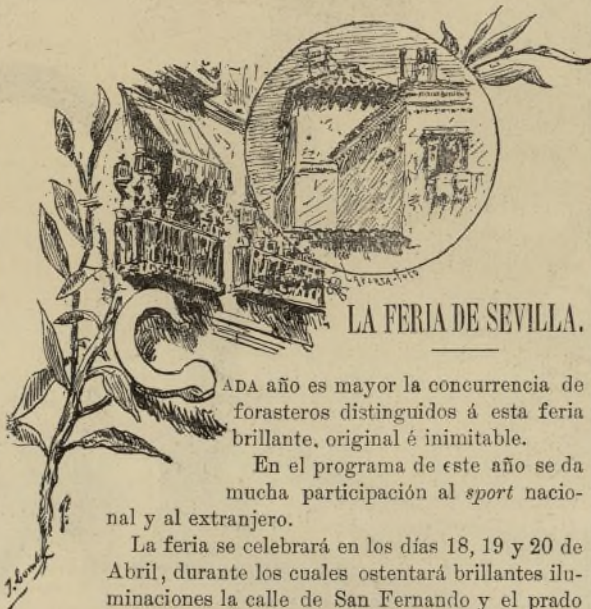 LA FERIA DE SEVILLA.
CADA año es mayor la concurrencia de
forasteros distinguidos á esta feria
brillante, original é inimitable.
En el programa de este año se da
mucha participación al sport nacio-
nal y al extranjero.
La feria se celebrará en los días 18, 19 y 20 de
Abril, durante los cuales ostentará brillantes ilu-
minaciones la calle de San Fernando y el prado